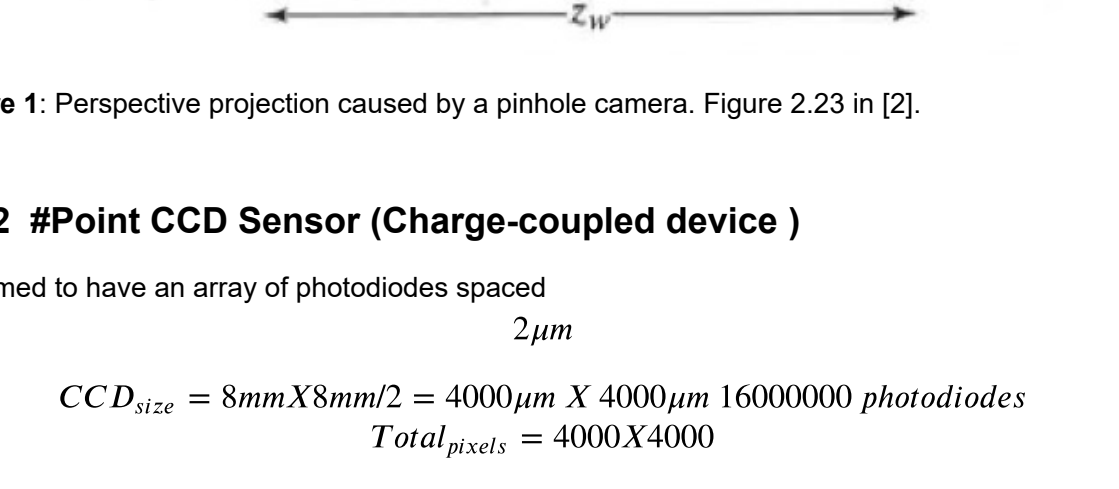 z_w
e 1: Perspective projection caused by a pinhole camera. Figure 2.23 in [2].
2 #Point CCD Sensor (Charge-coupled device )
med to have an array of photodiodes spaced
2μm
CCD_size = 8mmX8mm/2 = 4000μm X 4000μm 16000000 photodiodes
Total_pixels = 4000X4000